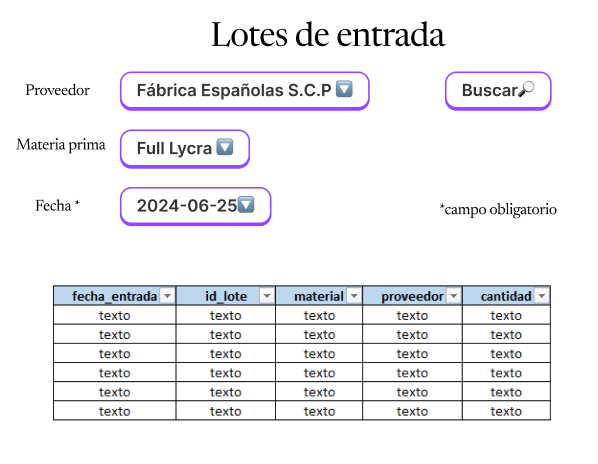 Lotes de entrada
Proveedor Fábrica Españolas S.C.P Buscar
Materia prima Full Lycra
Fecha * 2024-06-25 *campo obligatorio
fecha_entrada id_lote material proveedor cantidad
texto texto texto texto texto
texto texto texto texto texto
texto texto texto texto texto
texto texto texto texto texto
texto texto texto texto texto
texto texto texto texto texto